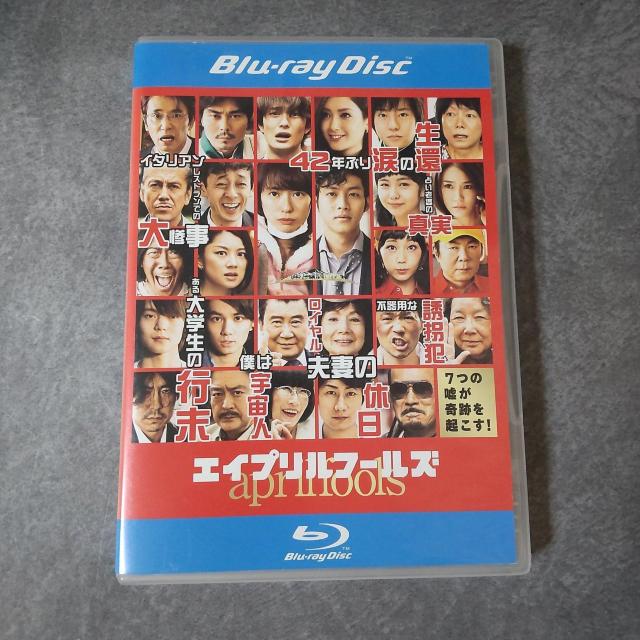 Blu-ray Disc™
イタリアン
レストランでの
大惨事
42年ぶり涙の生還
占い老婆の
真実
ある大学生の行末
僕は宇宙人
ロイヤル夫妻の休日
不器用な誘拐犯
7つの
嘘が
奇跡を
起こす!
エイプリルフールズ
aprilfools
Blu-ray Disc